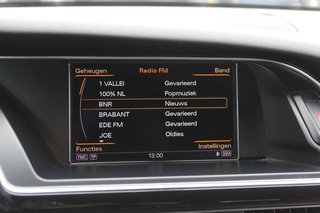 Geheugen Radio FM Band
1 VALLEI Gevarieerd
100% NL Popmuziek
BNR Nieuws
BRABANT Gevarieerd
EDE FM Gevarieerd
JOE Oldies
Functies Instellingen
TMC TP 13:00 SIM